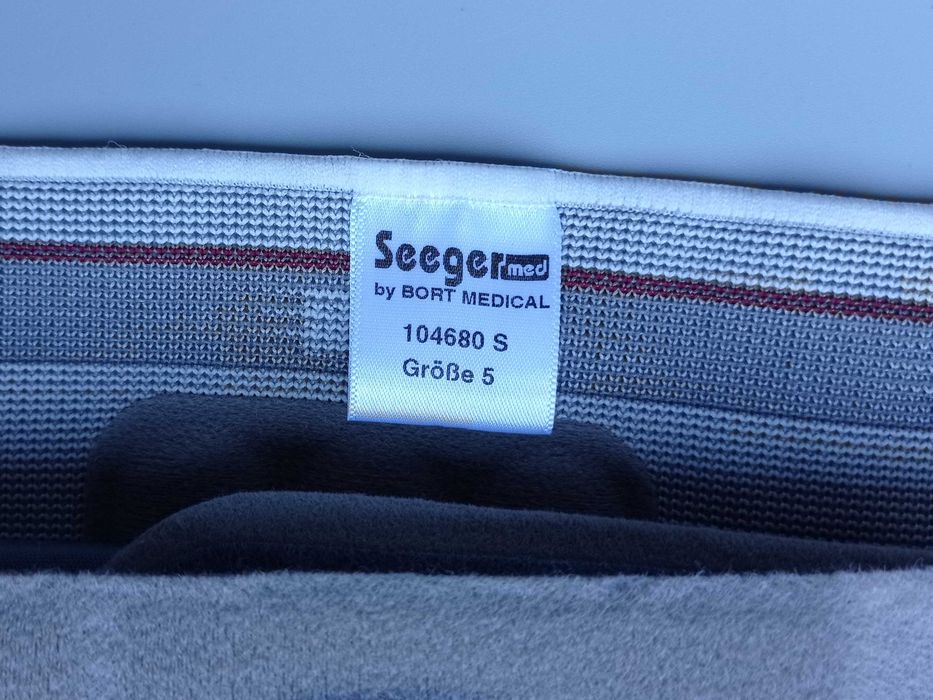 Seeger med
by BORT MEDICAL
104680 S
Größe 5